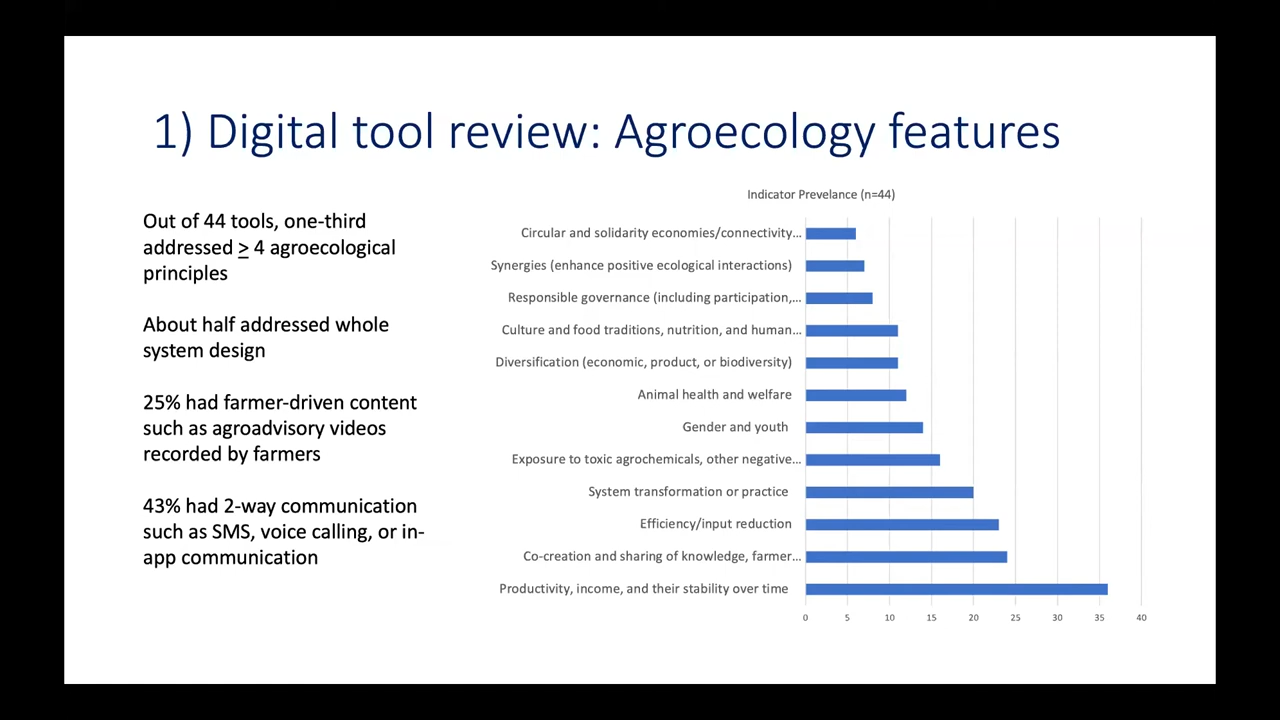 1) Digital tool review: Agroecology features
Out of 44 tools, one-third
addressed ≥ 4 agroecological
principles
About half addressed whole
system design
25% had farmer-driven content
such as agroadvisory videos
recorded by farmers
43% had 2-way communication
such as SMS, voice calling, or in-
app communication
Indicator Prevelance (n=44)
Circular and solidarity economies/connectivity…
Synergies (enhance positive ecological interactions)
Responsible governance (including participation,…
Culture and food traditions, nutrition, and human…
Diversification (economic, product, or biodiversity)
Animal health and welfare
Gender and youth
Exposure to toxic agrochemicals, other negative…
System transformation or practice
Efficiency/input reduction
Co-creation and sharing of knowledge, farmer…
Productivity, income, and their stability over time
0 5 10 15 20 25 30 35 40